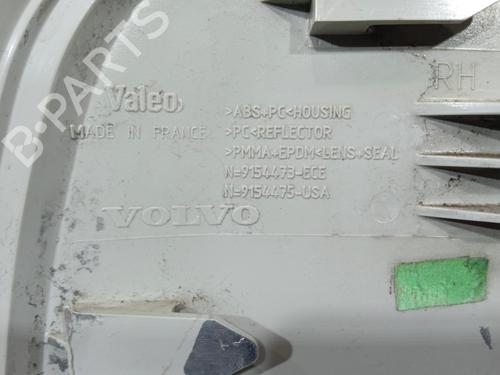 Valeo
MADE IN FRANCE
>ABS+PC<HOUSING
>PC<REFLECTOR
>PMMA+EPDM<LENS+SEAL
N=9154473-ECE
N=9154475-USA
VOLVO
RH
B PARTS